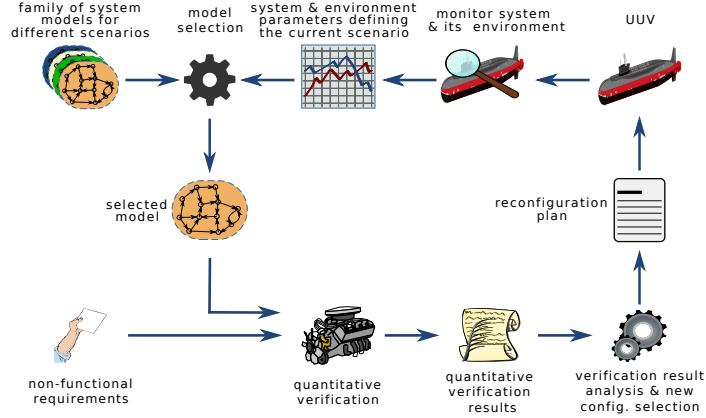 family of system
models for
different scenarios
model
selection
system & environment
parameters defining
the current scenario
monitor system
& its environment
UUV
selected
model
reconfiguration
plan
non-functional
requirements
quantitative
verification
quantitative
verification
results
verification result
analysis & new
config. selection